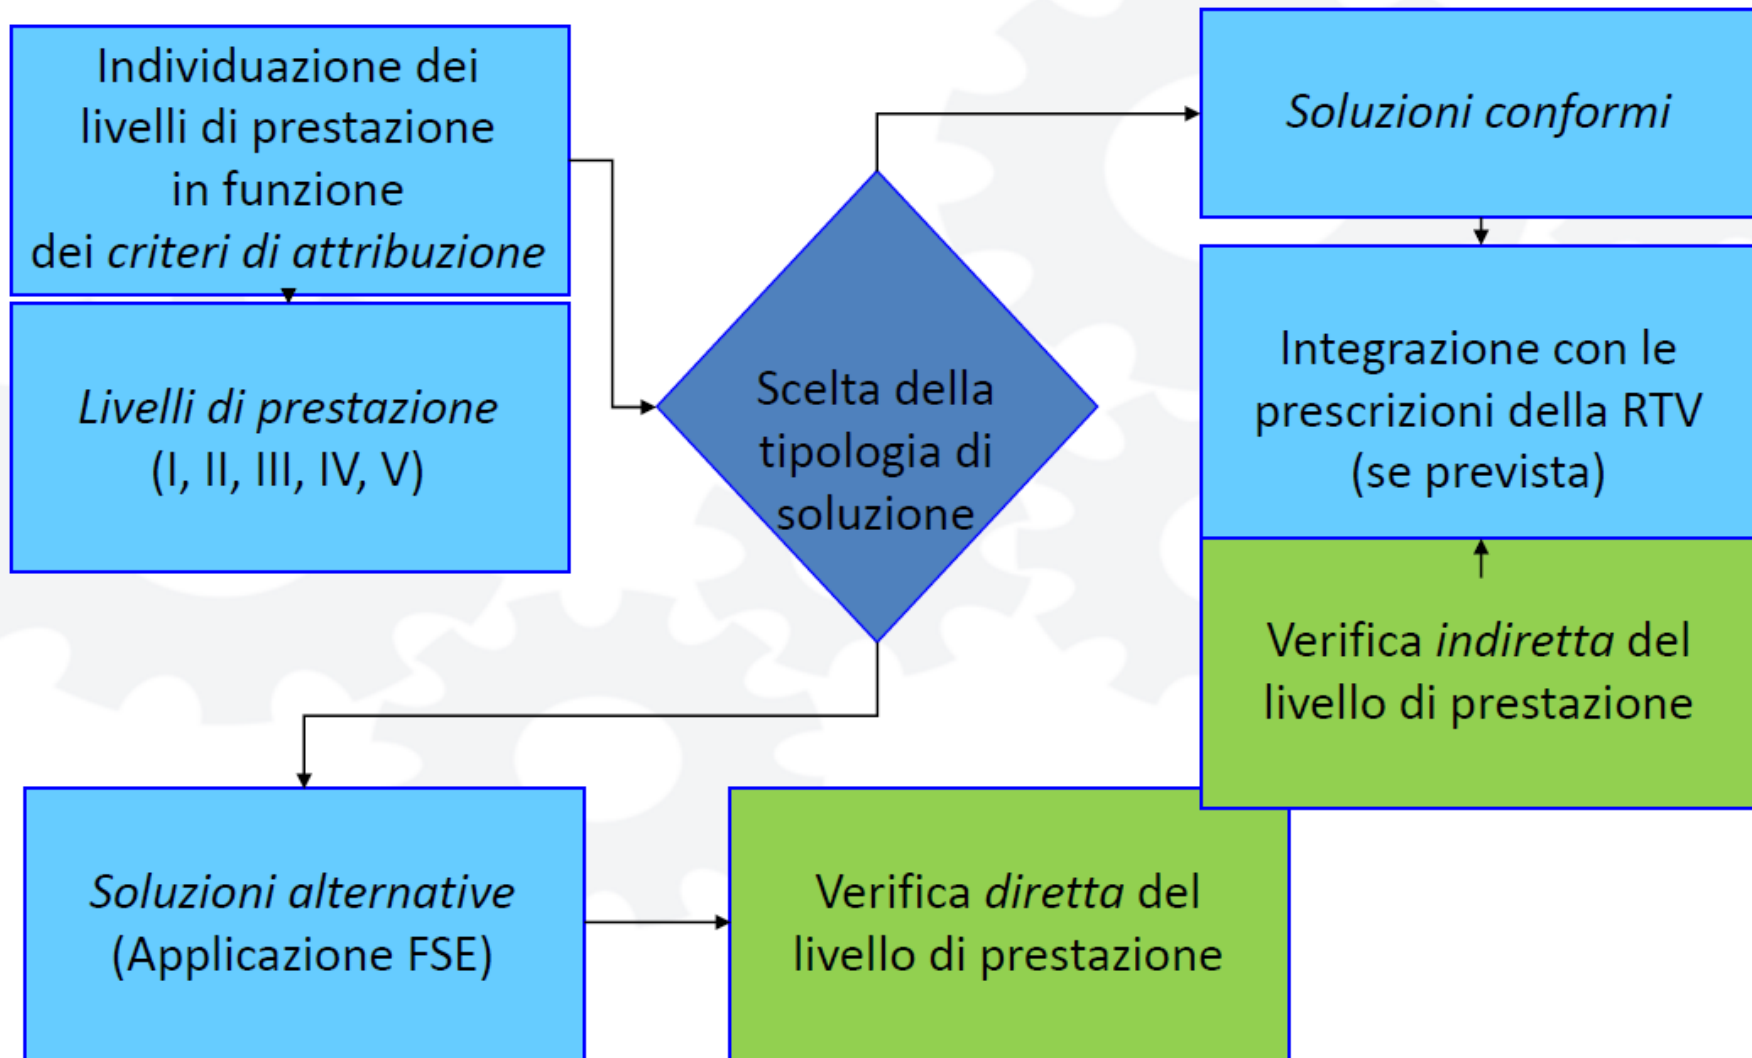 Individuazione dei
livelli di prestazione
in funzione
dei criteri di attribuzione
Livelli di prestazione
(I, II, III, IV, V)
Scelta della
tipologia di
soluzione
Soluzioni conformi
Integrazione con le
prescrizioni della RTV
(se prevista)
Verifica indiretta del
livello di prestazione
Soluzioni alternative
(Applicazione FSE)
Verifica diretta del
livello di prestazione